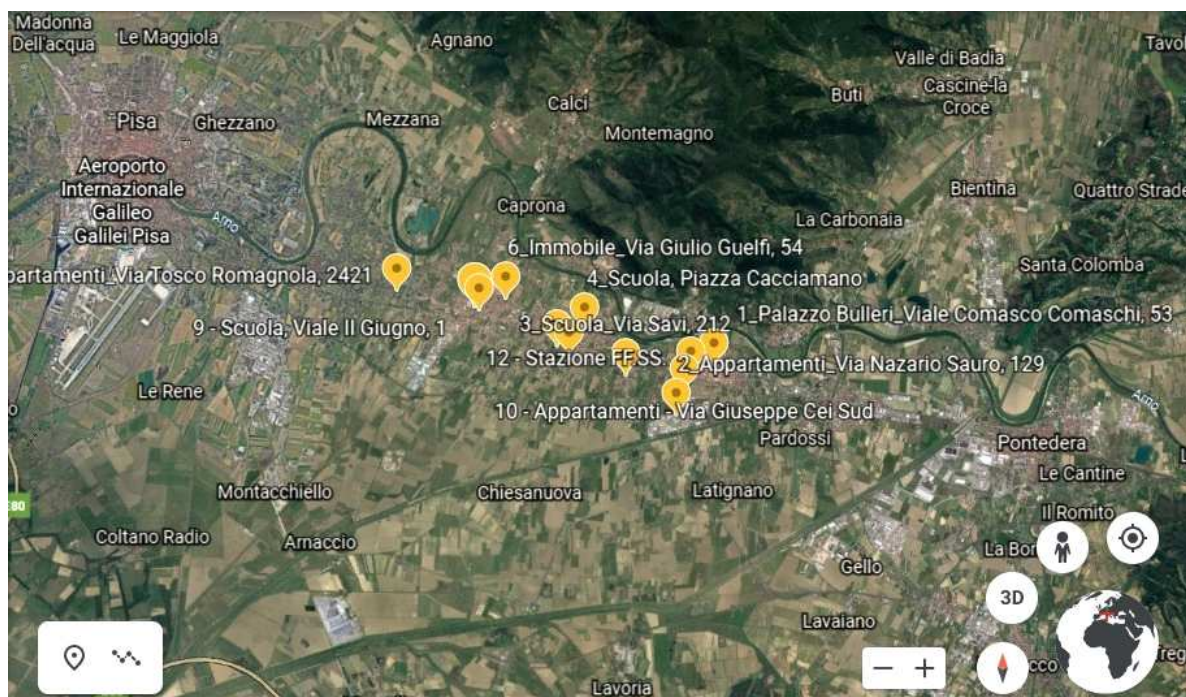 Madonna
Dell'acqua
Le Maggiola
Agnano
Valle di Badia
Tavol
Cascine-la
Croce
Buti
Calci
Pisa
Ghezzano
Mezzana
Montemagno
Aeroporto
Internazionale
Galileo
Galilei Pisa
Bientina
Quattro Strade
Caprona
La Carbonaia
Arno
6_Immobile_Via Giulio Guelfi, 54
Santa Colomba
partamenti_Via Tosco Romagnola, 2421
4_Scuola, Piazza Cacciamano
9 - Scuola, Viale II Giugno, 1
3_Scuola_Via Savi, 212
1_Palazzo Bulleri_Viale Comasco Comaschi, 53
12 - Stazione FF.SS.
2_Appartamenti_Via Nazario Sauro, 129
Le Rene
Arno
10 - Appartamenti - Via Giuseppe Cei Sud
Pardossi
Pontedera
Le Cantine
Montacchiello
Chiesanuova
Latignano
E80
Il Romito
Coltano Radio
Arnaccio
La Bor
Gello
3D
Lavaiano
Lavoria
cco
Treg